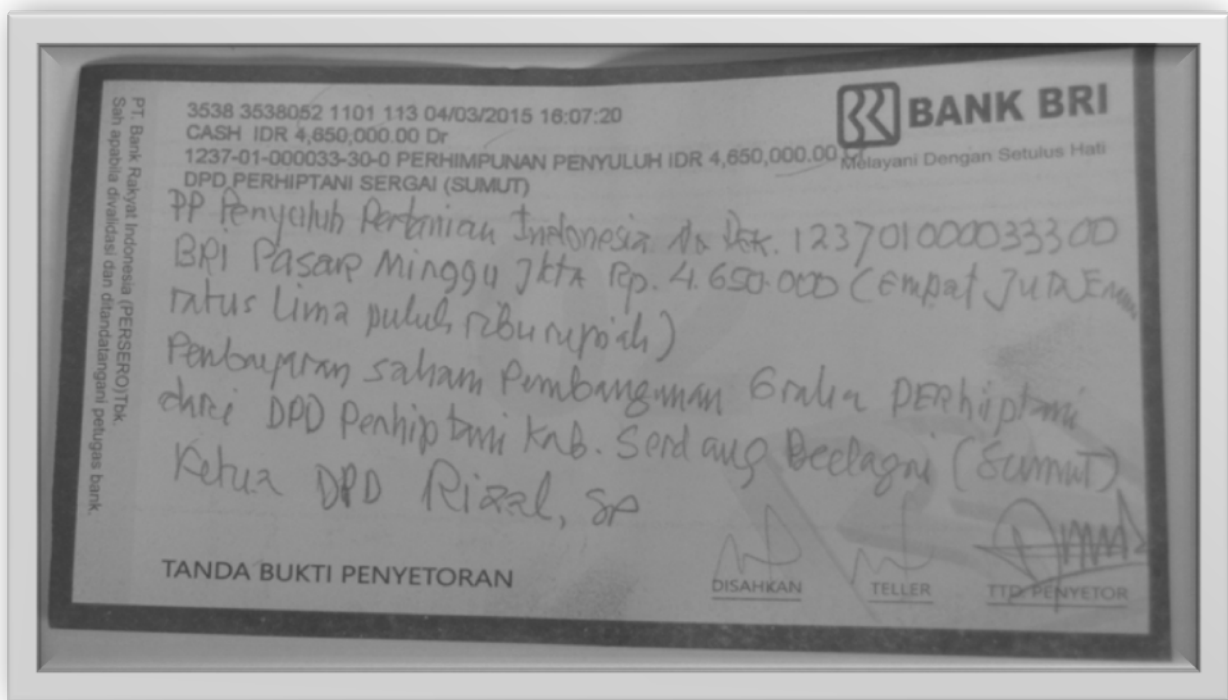 3538 3538052 1101 113 04/03/2015 16:07:20
CASH IDR 4,650,000.00 Dr
1237-01-000033-30-0 PERHIMPUNAN PENYULUH IDR 4,650,000.00 Cr
DPD PERHIPTANI SERGAI (SUMUT)
BANK BRI
Melayani Dengan Setulus Hati
PP Penyuluh Pertanian Indonesia No Rek. 123701000033300
BRI Pasar Minggu Jkta Rp. 4.650.000 (Empat Juta Enam
ratus Lima puluh ribu rupiah)
Pembayaran saham Pembangunan Graha PERhiptani
dari DPD Perhiptani Kab. Serdang Bedagai (Sumut)
Ketua DPD Rizal, SP
TANDA BUKTI PENYETORAN
DISAHKAN
TELLER
TTD. PENYETOR
PT. Bank Rakyat Indonesia (PERSERO)Tbk.
Sah apabila divalidasi dan ditandatangani petugas bank.